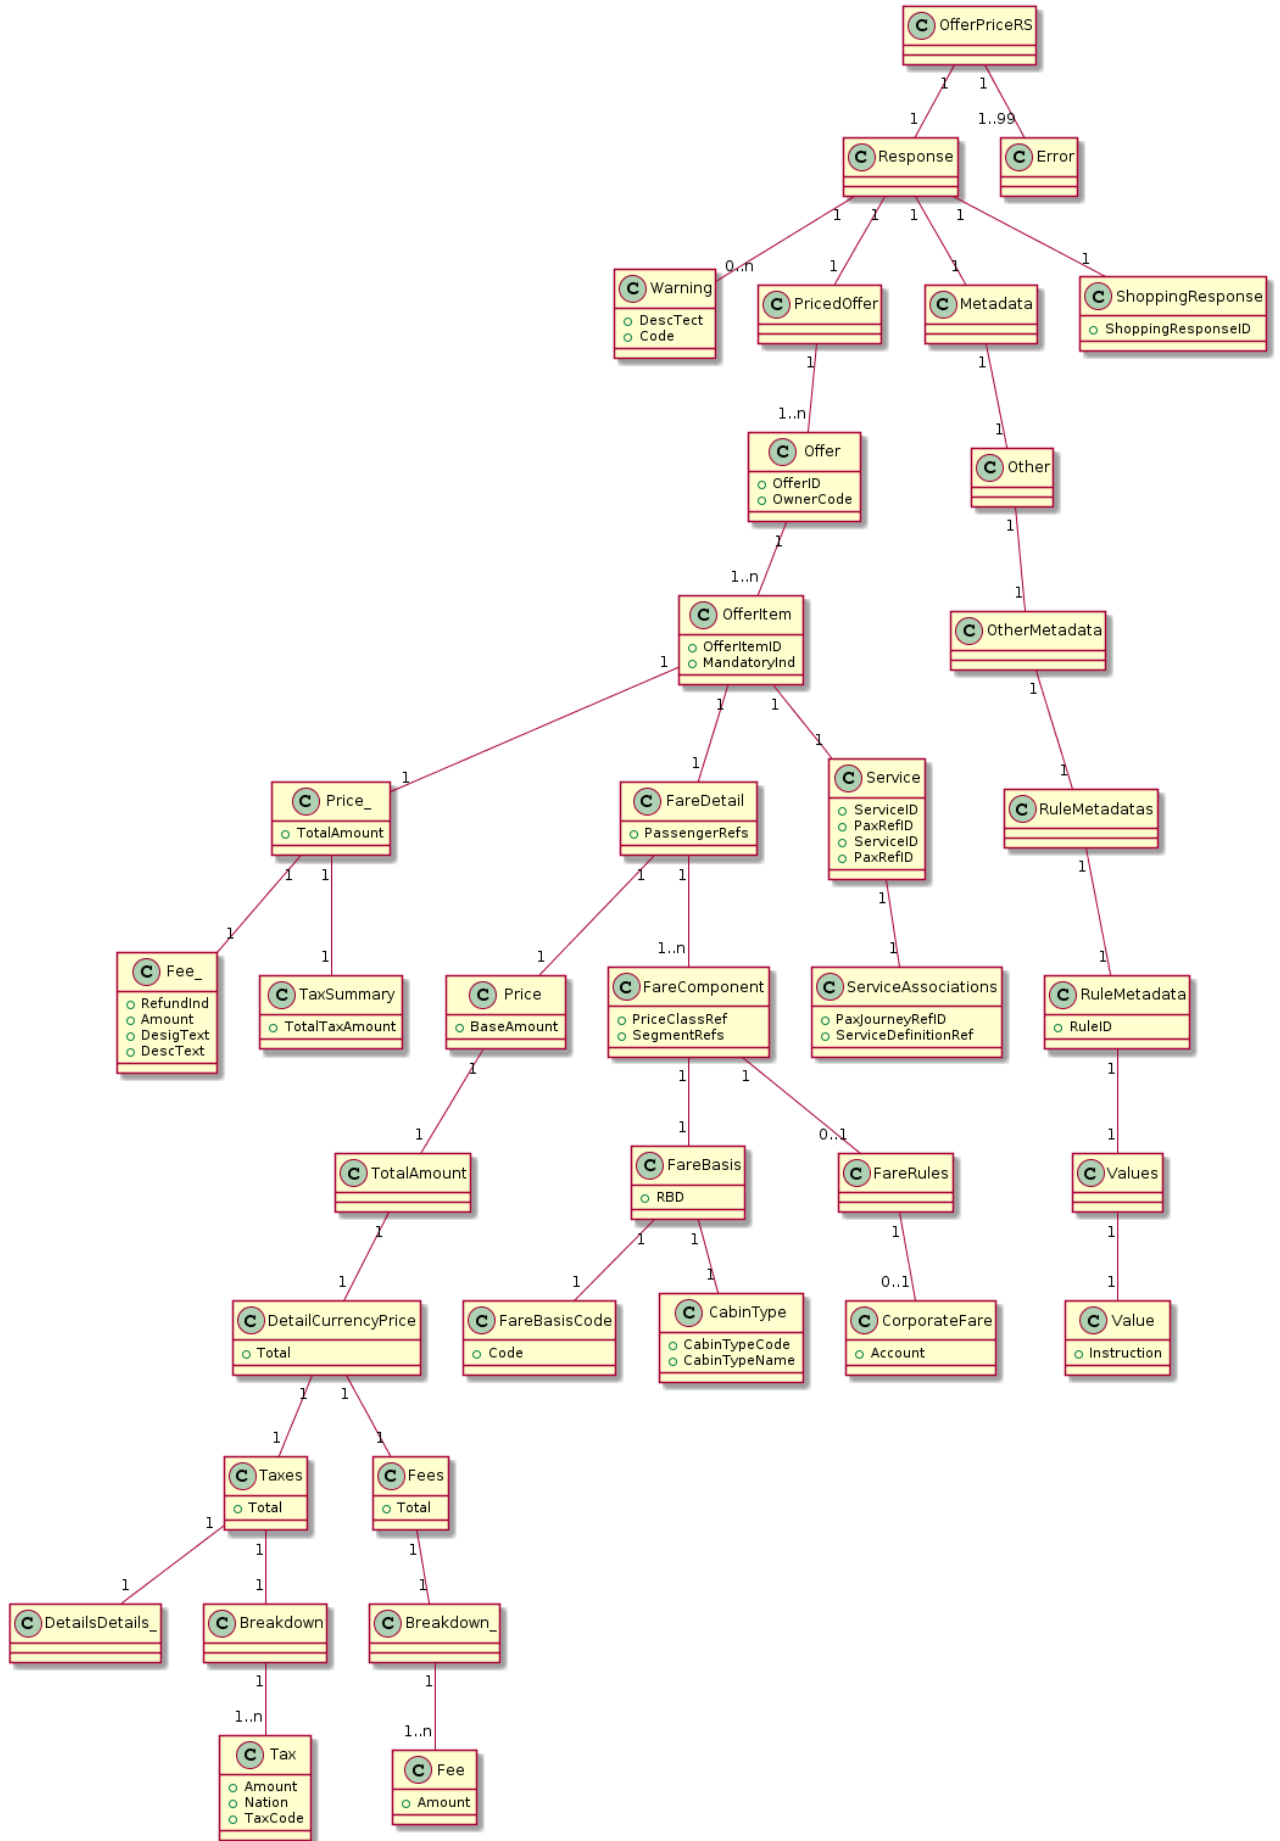 C OfferPriceRS
1
1
1
1..99
C Response
C Error
1
1
1
1
0..n
1
1
1
C Warning
DescTect
Code
C PricedOffer
C Metadata
C ShoppingResponse
ShoppingResponseID
1
1
1..n
1
C Offer
OfferID
OwnerCode
C Other
1
1
1..n
1
C OfferItem
OfferItemID
MandatoryInd
C OtherMetadata
1
1
1
1
1
1
1
1
C Price_
TotalAmount
C FareDetail
PassengerRefs
C Service
ServiceID
PaxRefID
ServiceID
PaxRefID
C RuleMetadatas
1
1
1
1
1
1
1
1
1
1..n
1
1
C Fee_
RefundInd
Amount
DesigText
DescText
C TaxSummary
TotalTaxAmount
C Price
BaseAmount
C FareComponent
PriceClassRef
SegmentRefs
C ServiceAssociations
PaxJourneyRefID
ServiceDefinitionRef
C RuleMetadata
RuleID
1
1
1
1
1
1
0..1
1
C TotalAmount
C FareBasis
RBD
C FareRules
C Values
1
1
1
1
1
1
1
1
0..1
1
C DetailCurrencyPrice
Total
C FareBasisCode
Code
C CabinType
CabinTypeCode
CabinTypeName
C CorporateFare
Account
C Value
Instruction
1
1
1
1
C Taxes
Total
C Fees
Total
1
1
1
1
1
1
C DetailsDetails_
C Breakdown
C Breakdown_
1
1
1..n
1..n
C Tax
Amount
Nation
TaxCode
C Fee
Amount